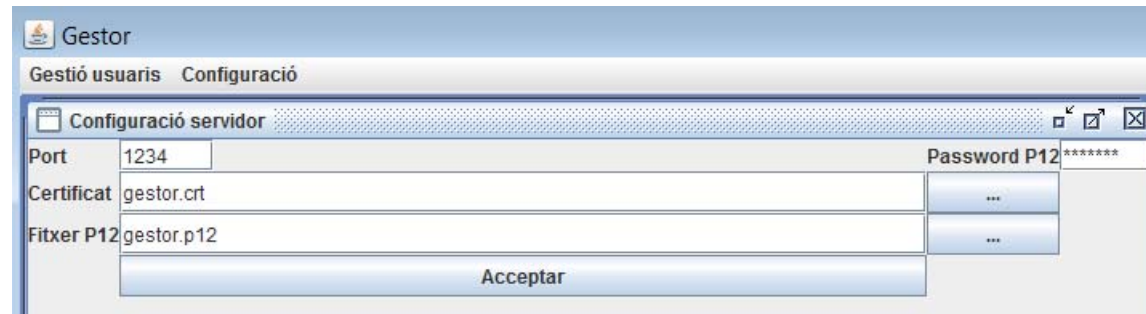 Gestor
Gestió usuaris Configuració
Configuració servidor
Port 1234 Password P12 *******
Certificat gestor.crt ...
Fitxer P12 gestor.p12 ...
Acceptar